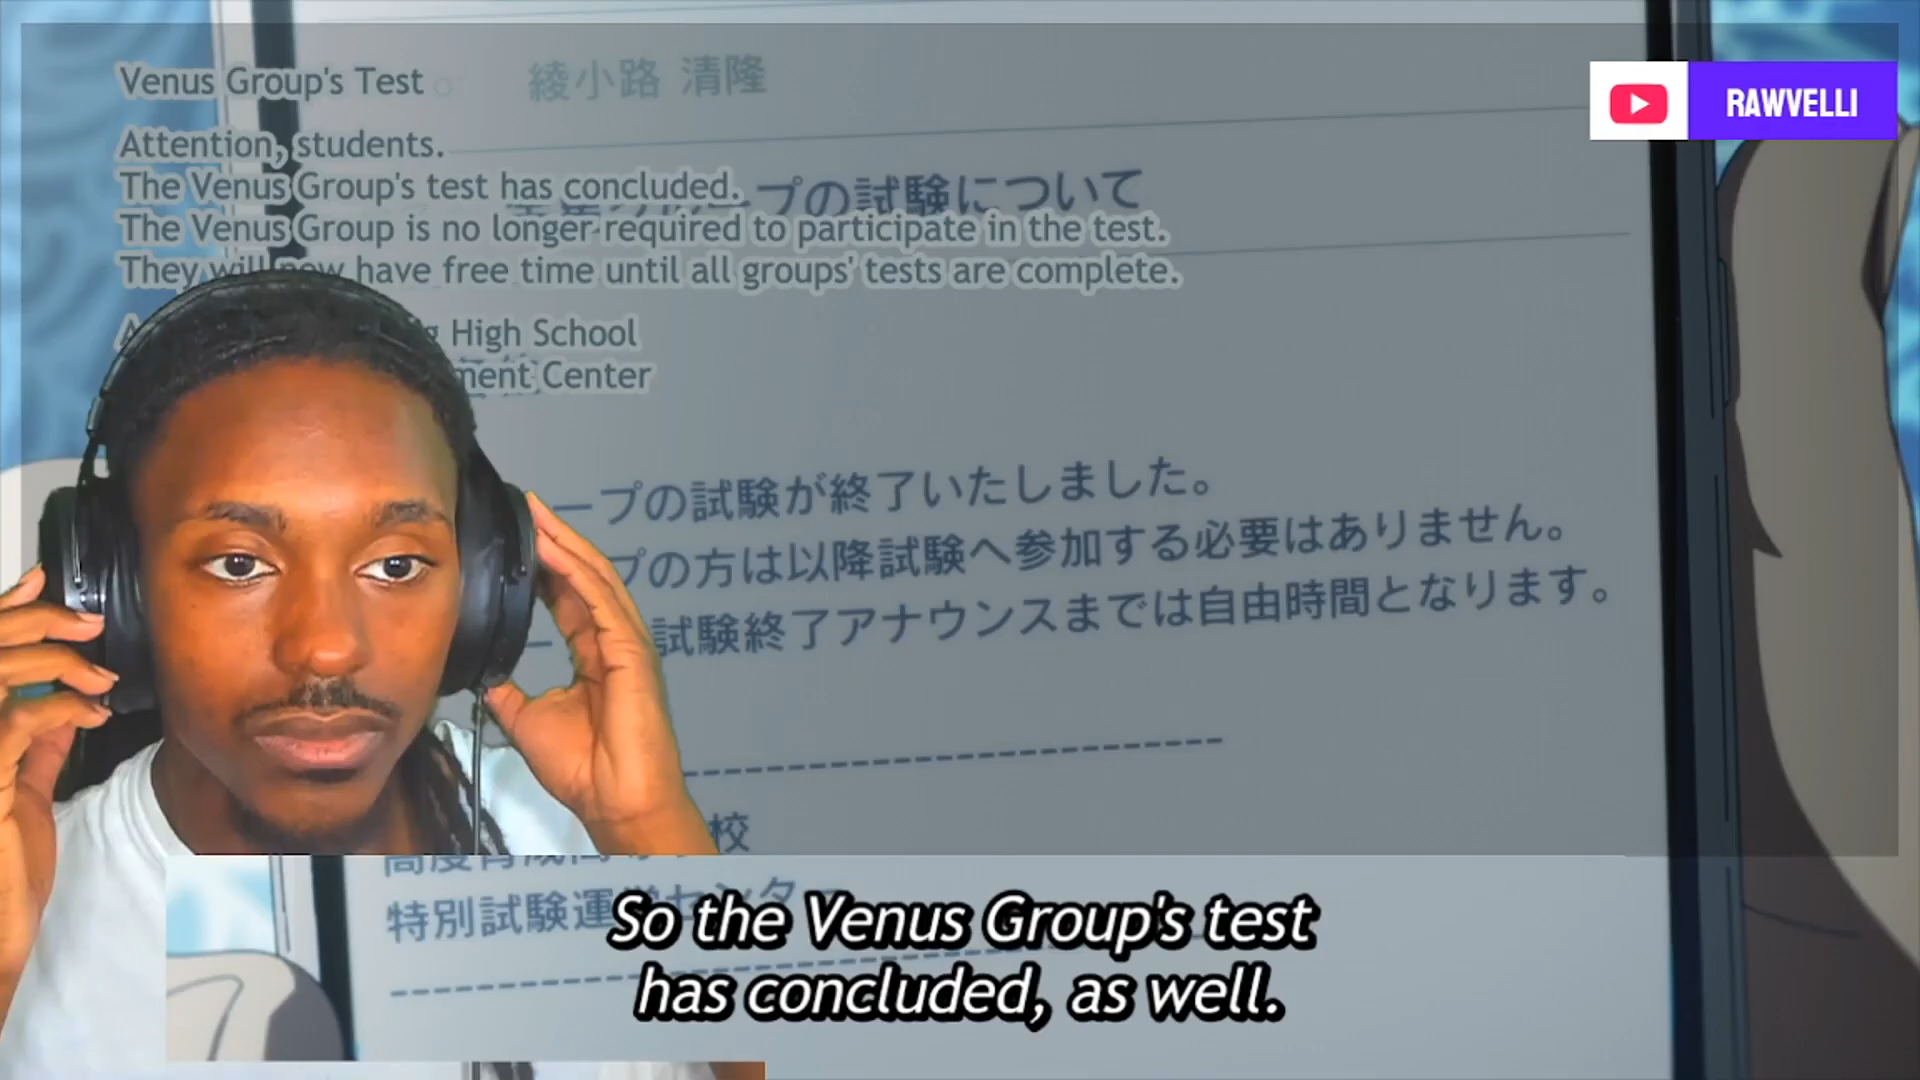 Venus Group's Test
綾小路 清隆
RAWVELLI
Attention, students.
The Venus Group's test has concluded.
プの試験について
The Venus Group is no longer required to participate in the test.
They will now have free time until all groups' tests are complete.
High School
ment Center
ープの試験が終了いたしました。
プの方は以降試験へ参加する必要はありません。
試験終了アナウンスまでは自由時間となります。
校
特別試験運
So the Venus Group's test
has concluded, as well.